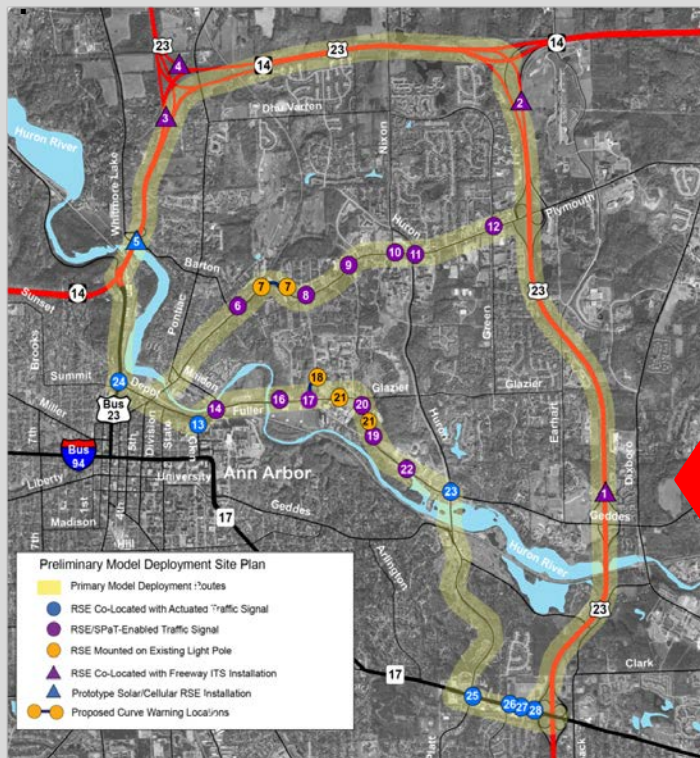 23
14
23
14
4
2
3
Dhu Varren
Nixon
Huron River
Whitmore Lake
Plymouth
Huron
12
5
10
11
Barton
9
23
14
Sunset
Pontiac
7
7
8
6
Green
Brooks
Summit
24
Depot
Maiden
18
Glazier
Glazier
Miller
Bus
23
14
Fuller
16
17
21
20
Huron
Earhart
7th
5th
Division
State
13
21
19
Dixboro
Bus
94
Ann Arbor
22
University
23
1
Liberty
1st
4th
17
Geddes
Geddes
Madison
7th
Hill
Arlington
Huron River
23
17
Clark
25
26
27
28
Platt
Preliminary Model Deployment Site Plan
Primary Model Deployment Routes
RSE Co-Located with Actuated Traffic Signal
RSE/SPaT-Enabled Traffic Signal
RSE Mounted on Existing Light Pole
RSE Co-Located with Freeway ITS Installation
Prototype Solar/Cellular RSE Installation
Proposed Curve Warning Locations